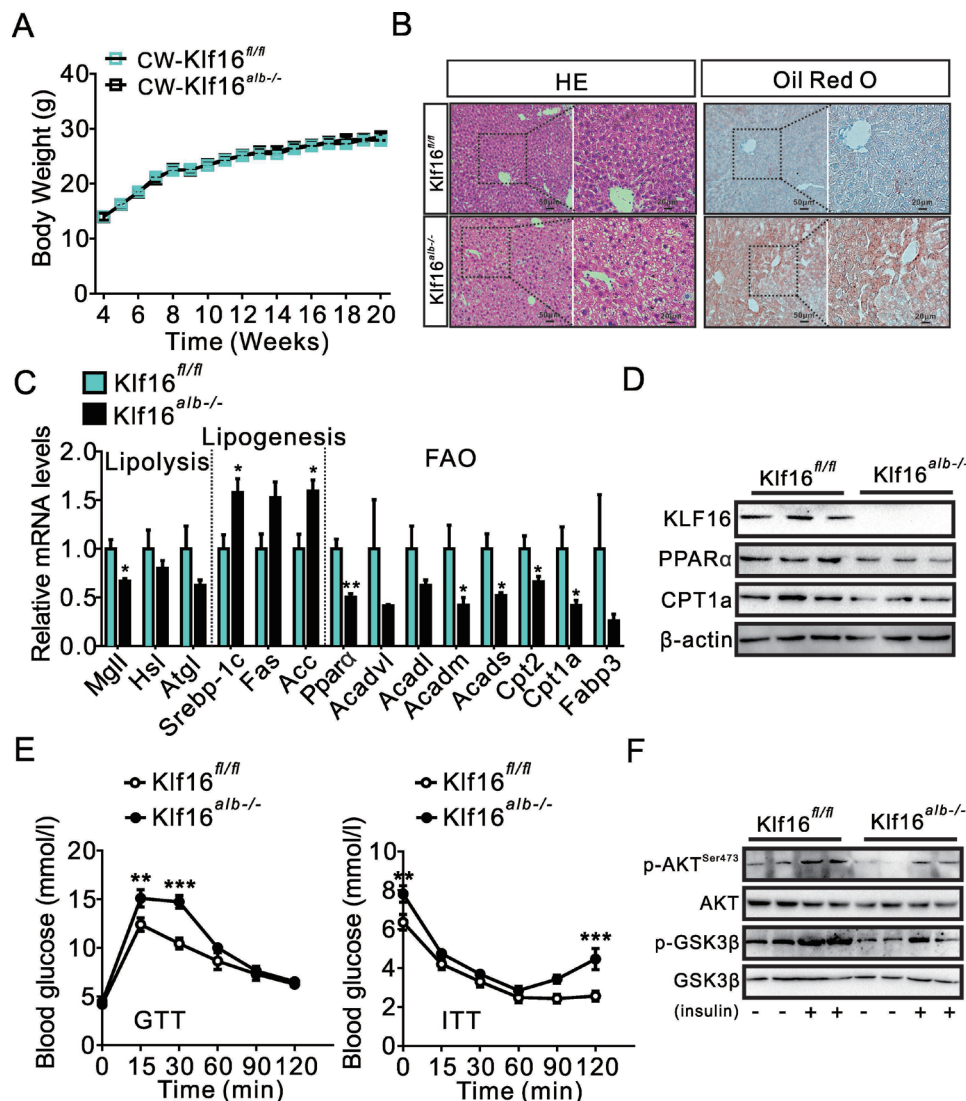 A
CW-Klf16fl/fl
CW-Klf16alb-/-
Body Weight (g)
40
30
20
10
0
4 6 8 10 12 14 16 18 20
Time (Weeks)
B
HE
Oil Red O
Klf16fl/fl
50μm
20μm
50μm
20μm
Klf16alb-/-
50μm
20μm
50μm
20μm
C
Klf16fl/fl
Klf16alb-/-
Relative mRNA levels
2.0
1.5
1.0
0.5
0.0
Lipolysis
Lipogenesis
FAO
* * * ** * * * *
Mgll Hsl Atgl Srebp-1c Fas Acc Pparα Acadvl Acadl Acadm Acads Cpt2 Cpt1a Fabp3
D
Klf16fl/fl
Klf16alb-/-
KLF16
PPARα
CPT1a
β-actin
E
Klf16fl/fl
Klf16alb-/-
Blood glucose (mmol/l)
20
15
10
5
0
** ***
GTT
0 15 30 60 90 120
Time (min)
Klf16fl/fl
Klf16alb-/-
Blood glucose (mmol/l)
10
8
6
4
2
0
** ***
ITT
0 15 30 60 90 120
Time (min)
F
Klf16fl/fl
Klf16alb-/-
p-AKTSer473
AKT
p-GSK3β
GSK3β
(insulin) - - + + - - + +